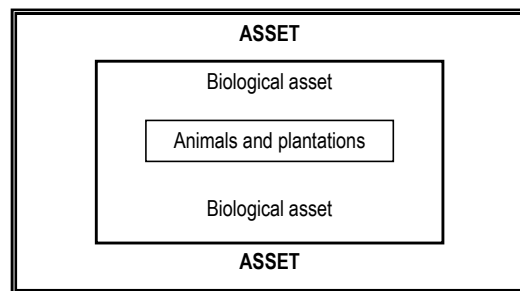 ASSET
Biological asset
Animals and plantations
Biological asset
ASSET